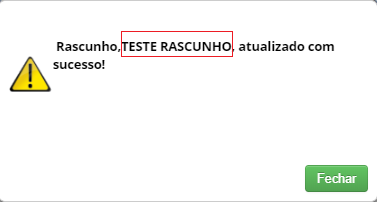 Rascunho,TESTE RASCUNHO, atualizado com
sucesso!
Fechar